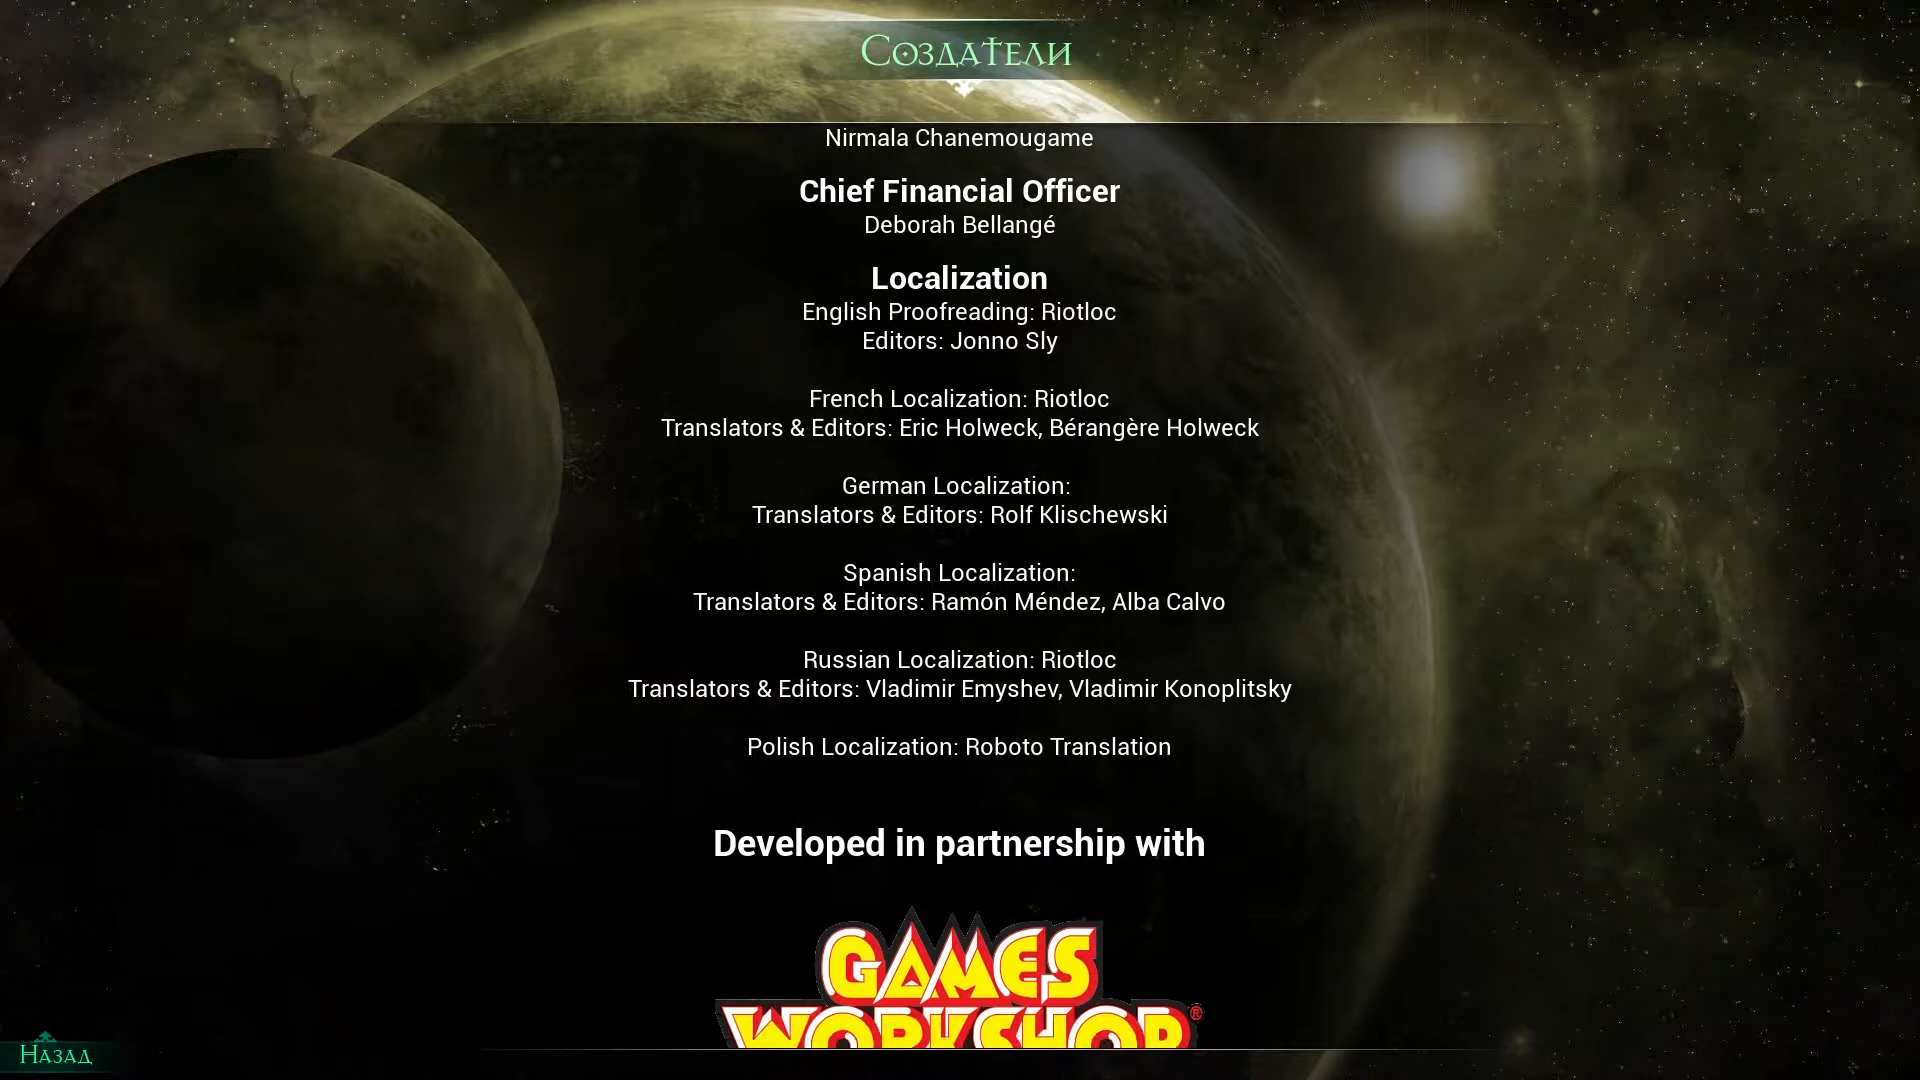 Создатели
Nirmala Chanemougame
Chief Financial Officer
Deborah Bellangé
Localization
English Proofreading: Riotloc
Editors: Jonno Sly
French Localization: Riotloc
Translators & Editors: Eric Holweck, Bérangère Holweck
German Localization:
Translators & Editors: Rolf Klischewski
Spanish Localization:
Translators & Editors: Ramón Méndez, Alba Calvo
Russian Localization: Riotloc
Translators & Editors: Vladimir Emyshev, Vladimir Konoplitsky
Polish Localization: Roboto Translation
Developed in partnership with
GAMES
WORKSHOP®
Назад